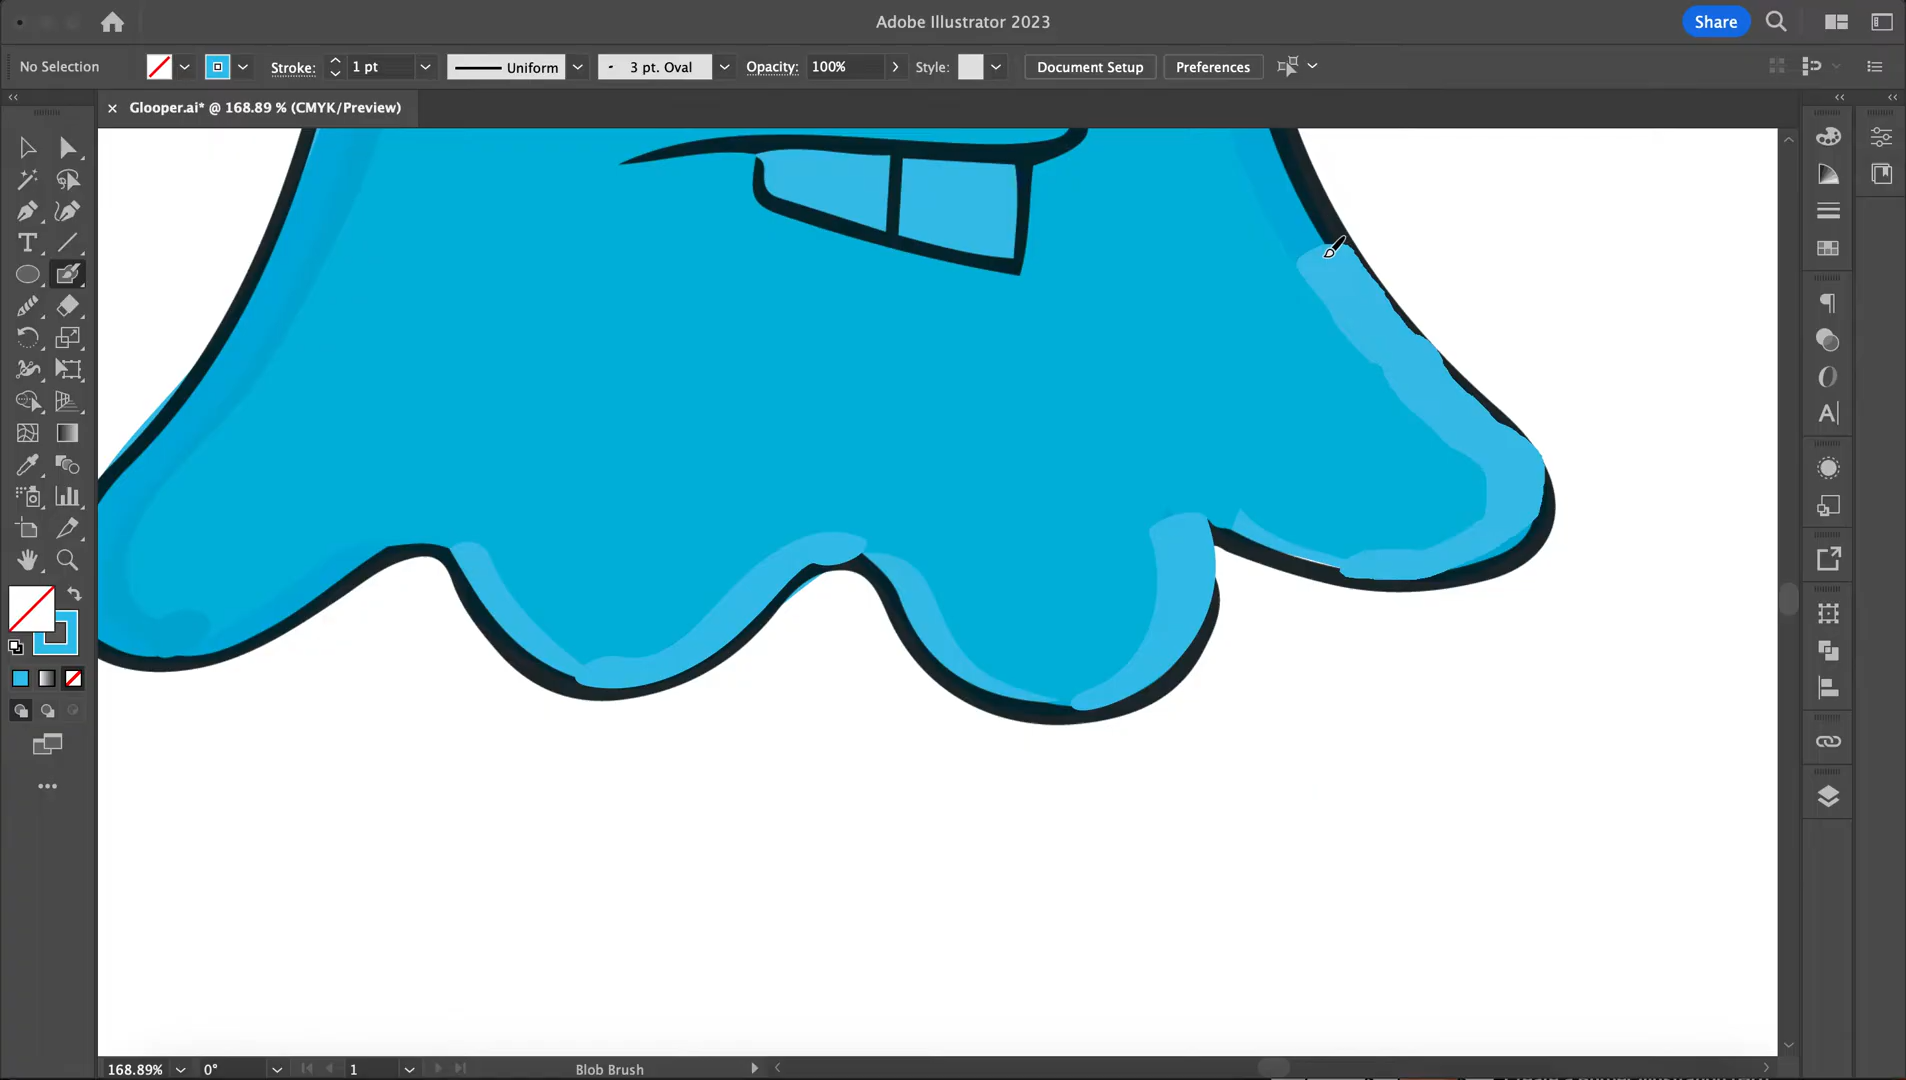 Adobe Illustrator 2023
Share
No Selection
Stroke:
1 pt
Uniform
3 pt. Oval
Opacity:
100%
Style:
Document Setup
Preferences
Glooper.ai* @ 168.89 % (CMYK/Preview)
168.89%
0°
1
Blob Brush